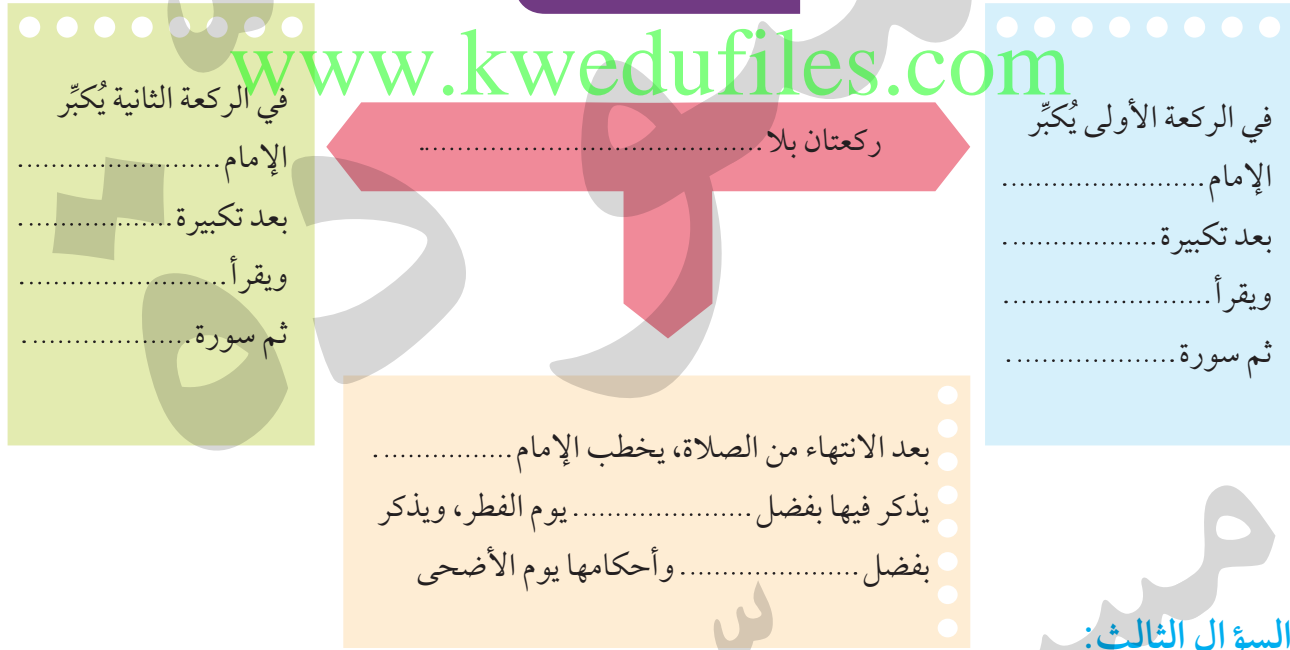 www.kwedufiles.com
ركعتان بلا ........................................
في الركعة الأولى يُكبِّر
الإمام ........................
بعد تكبيرة ..................
ويقرأ .........................
ثم سورة ....................
في الركعة الثانية يُكبِّر
الإمام ........................
بعد تكبيرة ..................
ويقرأ .........................
ثم سورة ....................
بعد الانتهاء من الصلاة، يخطب الإمام ................
يذكر فيها بفضل ..................... يوم الفطر، ويذكر
بفضل ..................... وأحكامها يوم الأضحى
السؤال الثالث:
مسودة